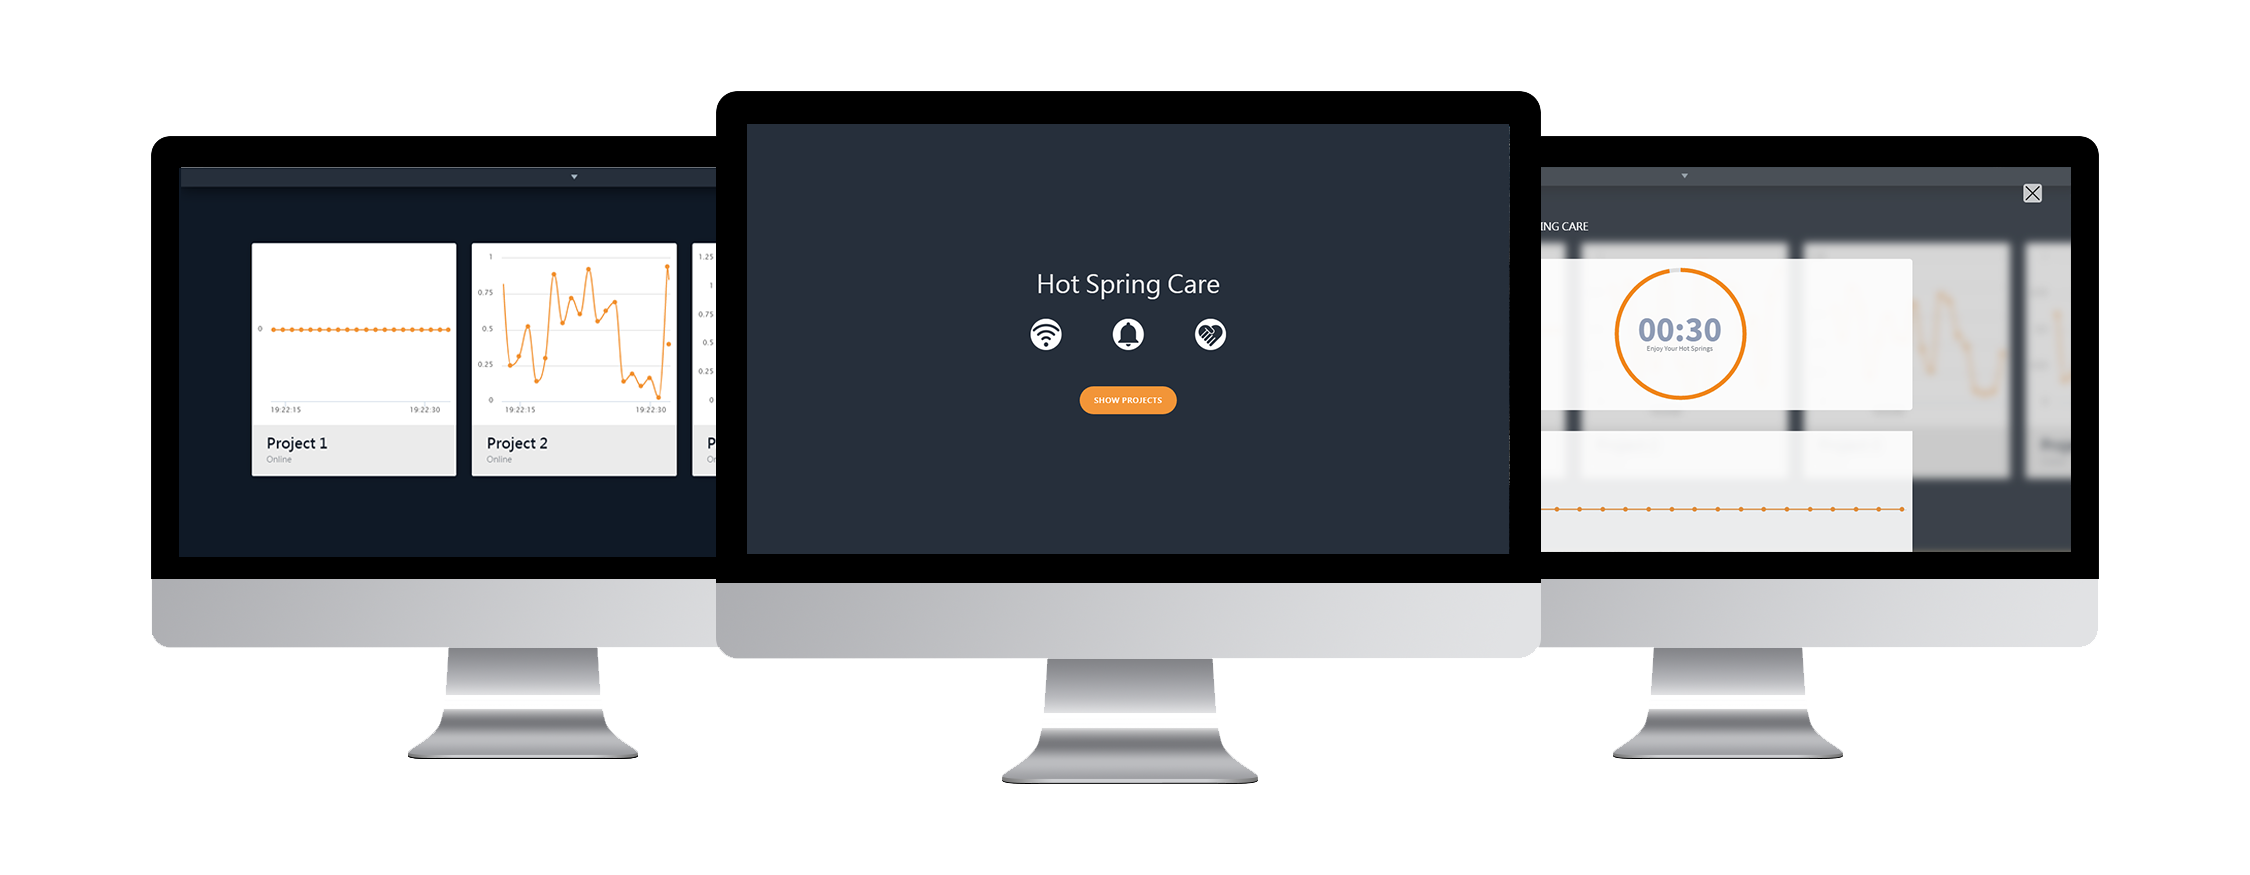 0
19:22:15
19:22:30
Project 1
Online
1
0.75
0.5
0.25
0
19:22:15
19:22:30
Project 2
Online
1.25
1
0.75
0.5
0.25
0
P
Hot Spring Care
SHOW PROJECTS
ING CARE
00:30
Enjoy Your Hot Springs